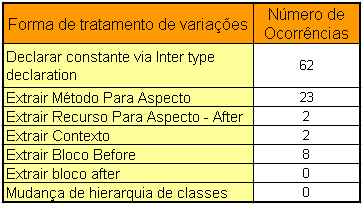 Forma de tratamento de variações
Número de
Ocorrências
Declarar constante via Inter type
declaration
62
Extrair Método Para Aspecto 23
Extrair Recurso Para Aspecto - After 2
Extrair Contexto 2
Extrair Bloco Before 8
Extrair bloco after 0
Mudança de hierarquia de classes 0